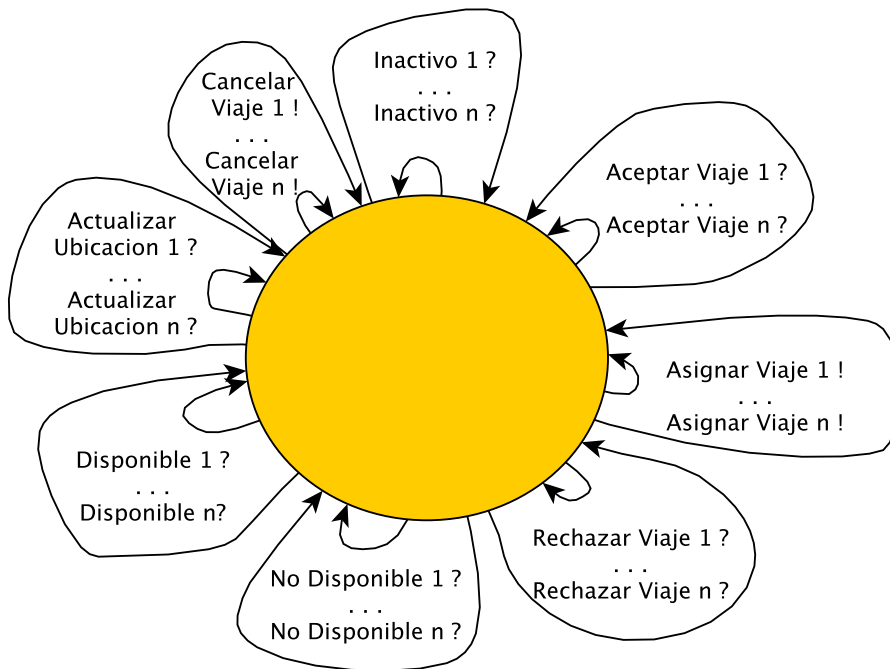 Inactivo 1 ?
. . .
Inactivo n ?
Cancelar
Viaje 1 !
. . .
Cancelar
Viaje n !
Aceptar Viaje 1 ?
. . .
Aceptar Viaje n ?
Actualizar
Ubicacion 1 ?
. . .
Actualizar
Ubicacion n ?
Asignar Viaje 1 !
. . .
Asignar Viaje n !
Disponible 1 ?
. . .
Disponible n?
Rechazar Viaje 1 ?
. . .
Rechazar Viaje n ?
No Disponible 1 ?
. . .
No Disponible n ?